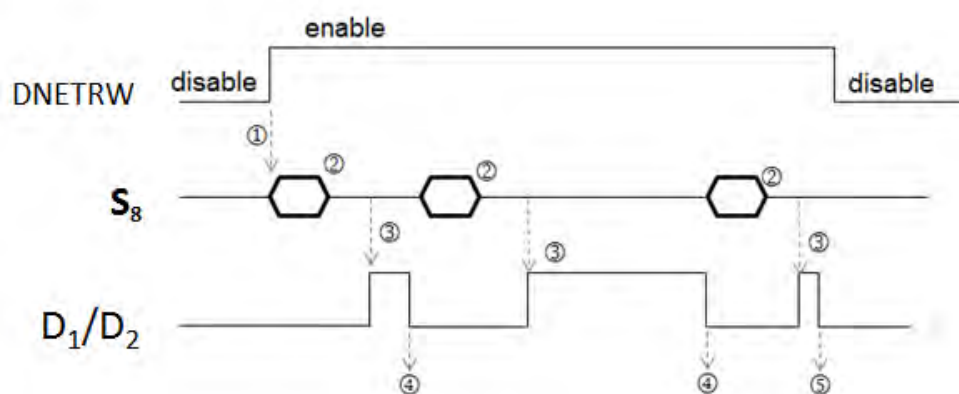 enable
disable
DNETRW
disable
①
②
②
②
S₈
③
③
③
D₁/D₂
④
④
⑤